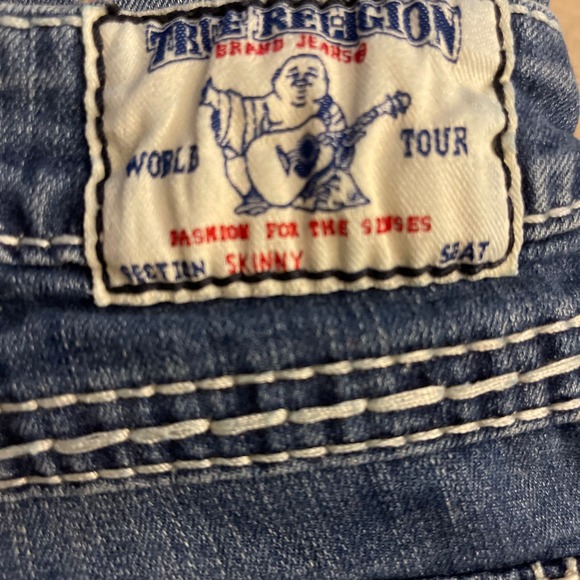 TRUE RELIGION
BRAND JEANS®
WORLD TOUR
FASHION FOR THE SENSES
SECTION SKINNY SEAT